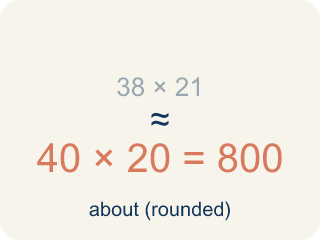 38 × 21
≈
40 × 20 = 800
about (rounded)